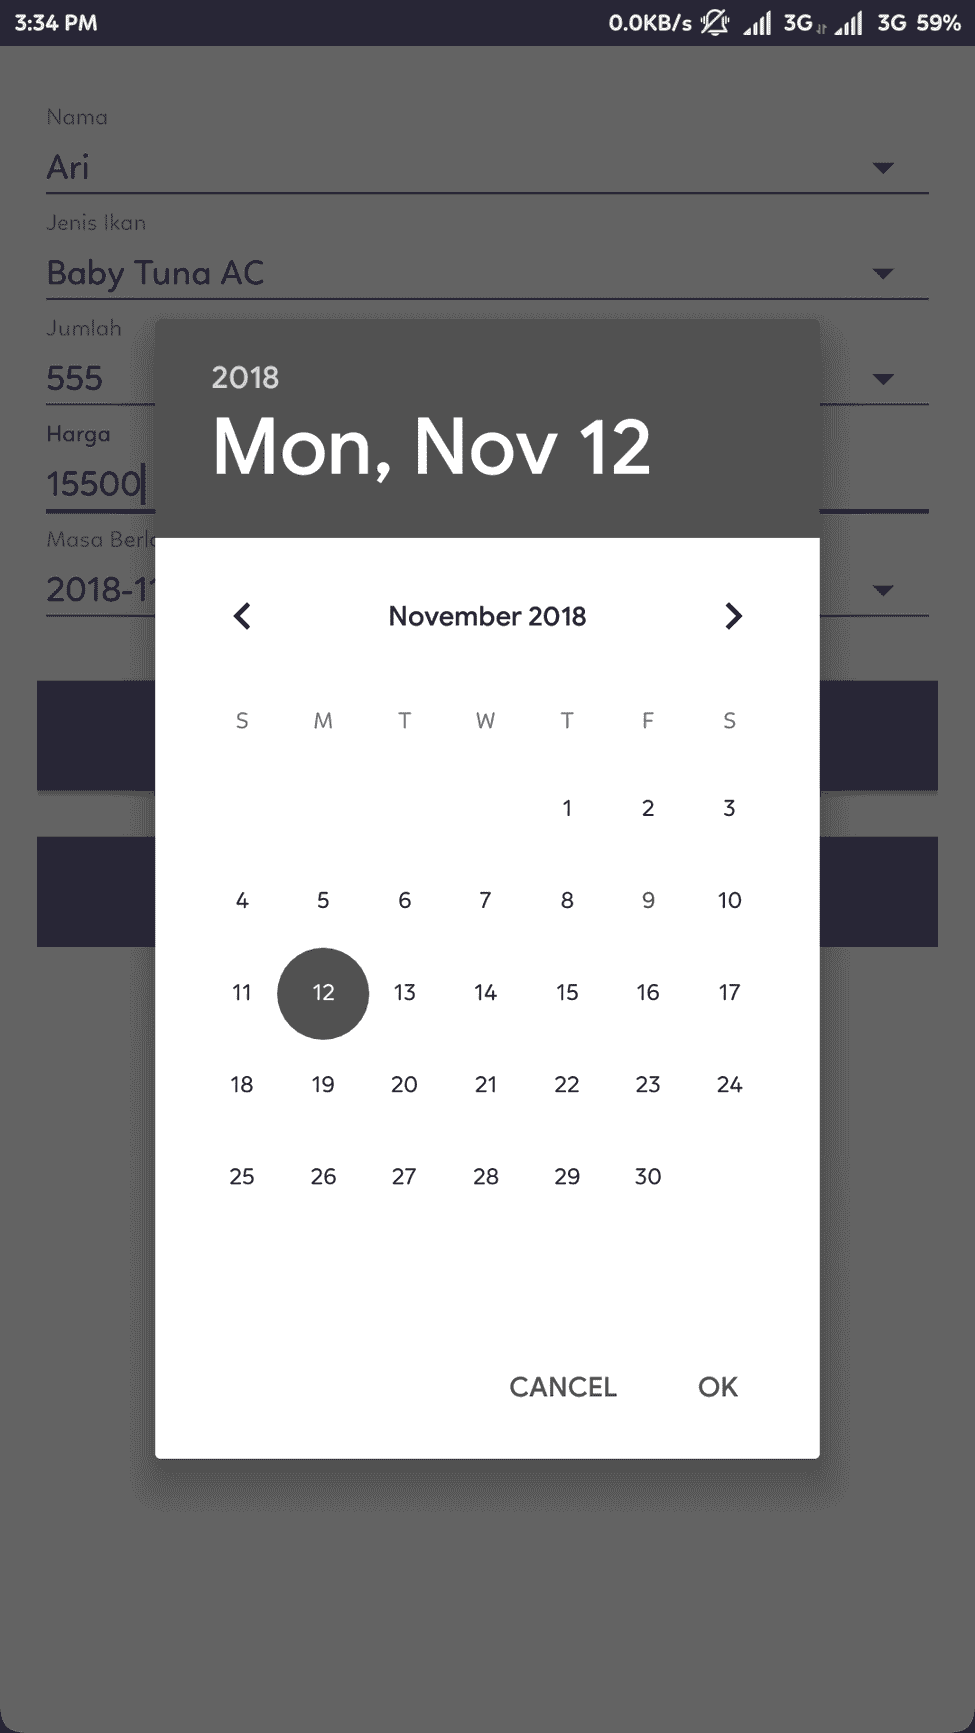 3:34 PM 0.0KB/s 3G 3G 59%
Nama
Ari
Jenis Ikan
Baby Tuna AC
Jumlah
555
Harga
15500
Masa
2018
Mon, Nov 12
November 2018
S M T W T F S
1 2 3
4 5 6 7 8 9 10
11 12 13 14 15 16 17
18 19 20 21 22 23 24
25 26 27 28 29 30
CANCEL OK